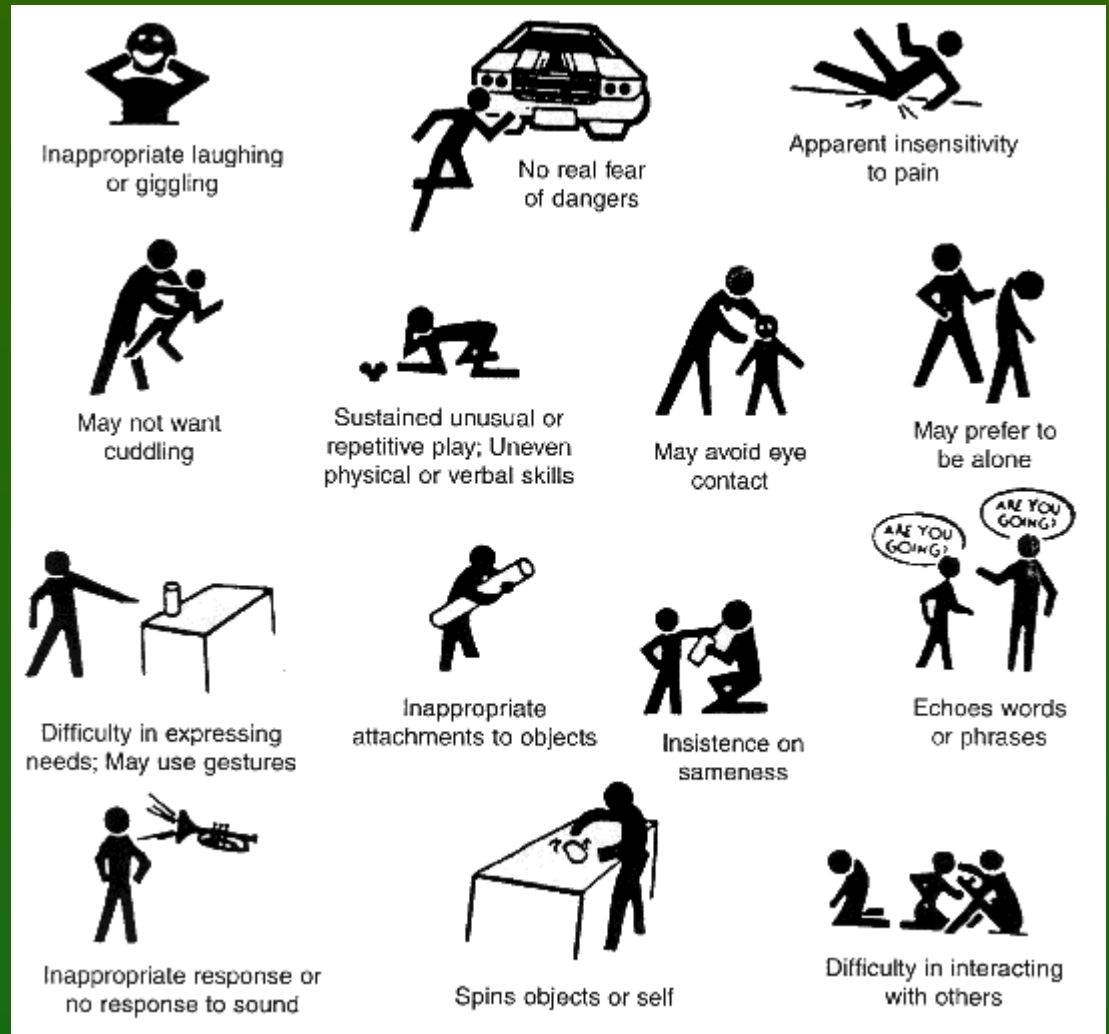 Inappropriate laughing
or giggling
No real fear
of dangers
Apparent insensitivity
to pain
May not want
cuddling
Sustained unusual or
repetitive play; Uneven
physical or verbal skills
May avoid eye
contact
May prefer to
be alone
Difficulty in expressing
needs; May use gestures
Inappropriate
attachments to objects
Insistence on
sameness
ARE YOU
GOING?
ARE YOU
GOING?
Echoes words
or phrases
Inappropriate response or
no response to sound
Spins objects or self
Difficulty in interacting
with others